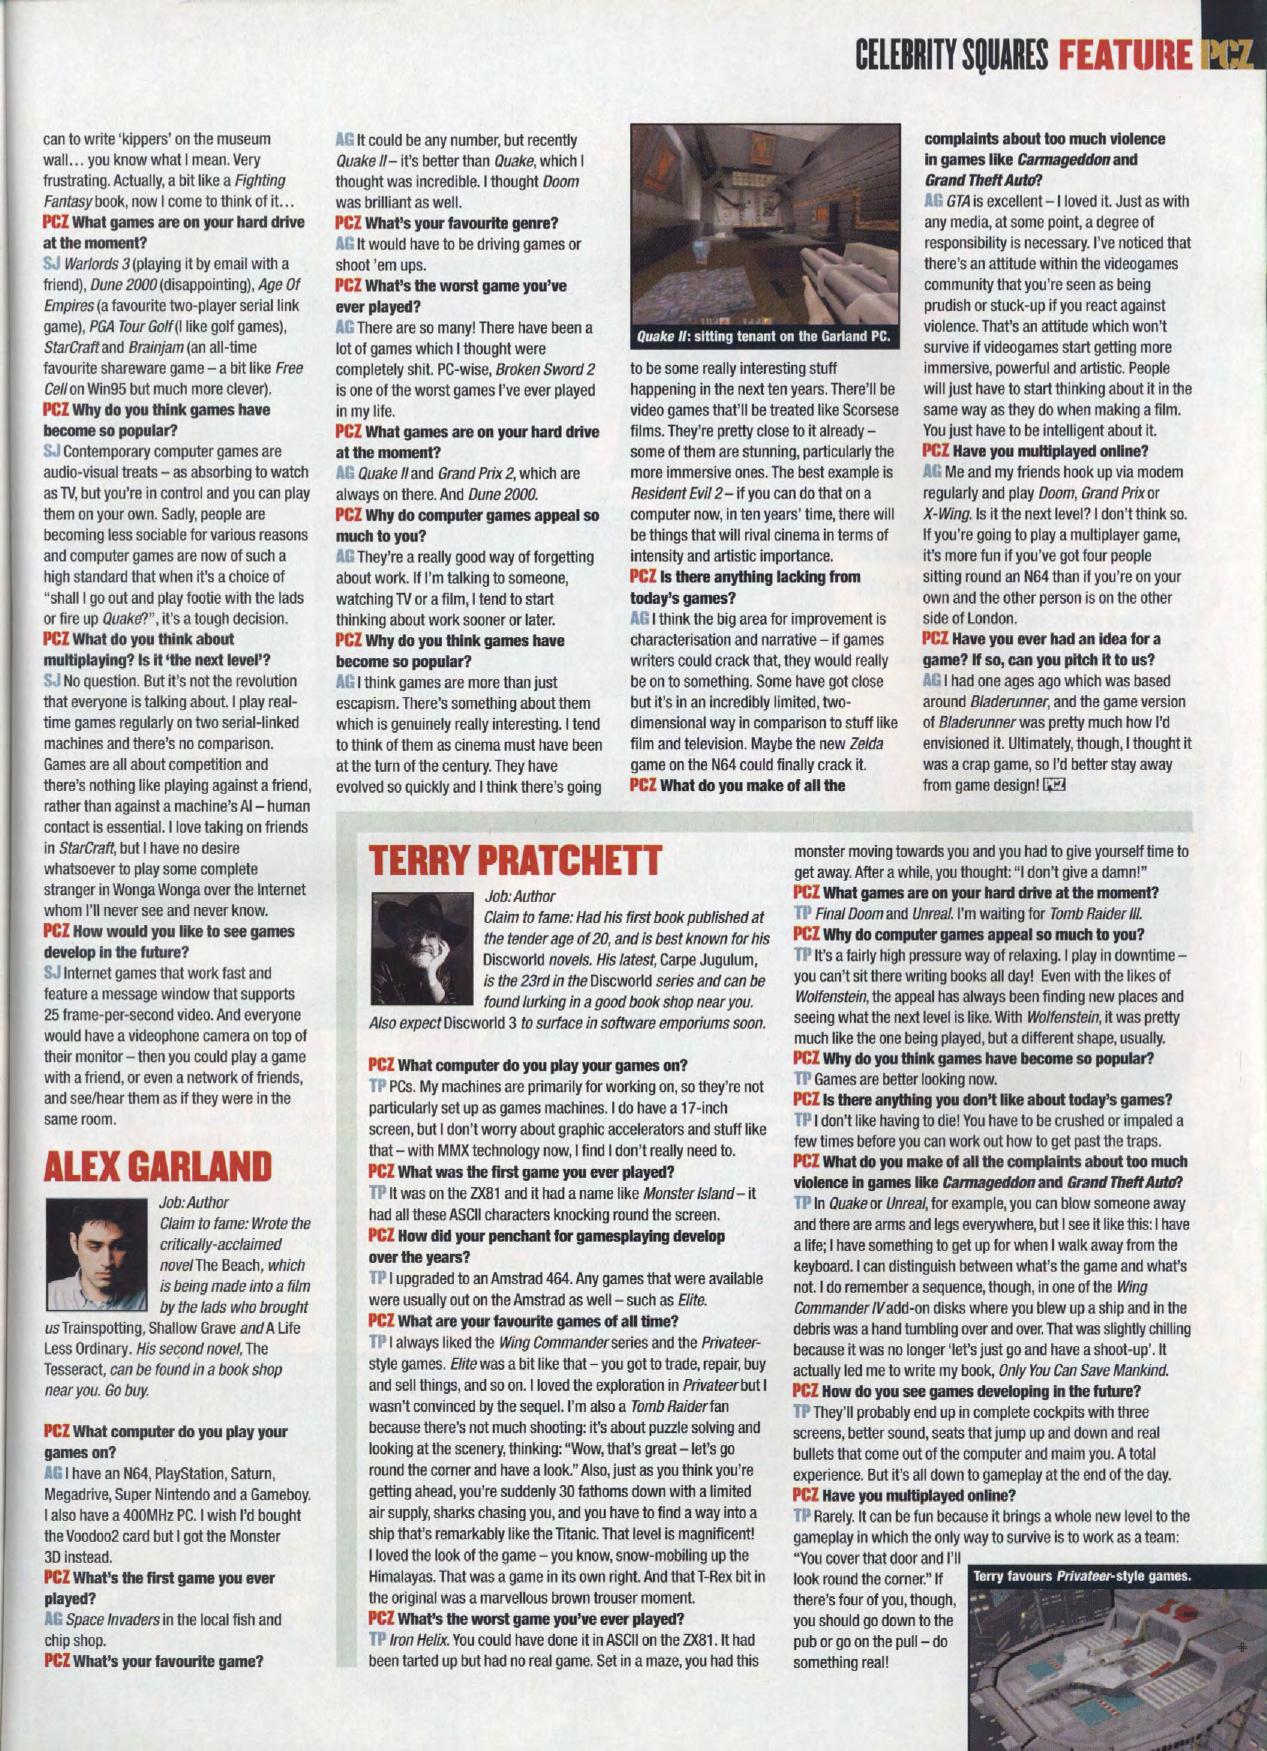 CELEBRITY SQUARES FEATURE PCZ
can to write 'kippers' on the museum
wall... you know what I mean. Very
frustrating. Actually, a bit like a Fighting
Fantasy book, now I come to think of it...
PCZ What games are on your hard drive
at the moment?
SJ Warlords 3 (playing it by email with a
friend), Dune 2000 (disappointing), Age Of
Empires (a favourite two-player serial link
game), PGA Tour Golf (I like golf games),
StarCraft and Brainjam (an all-time
favourite shareware game – a bit like Free
Cell on Win95 but much more clever).
PCZ Why do you think games have
become so popular?
SJ Contemporary computer games are
audio-visual treats – as absorbing to watch
as TV, but you're in control and you can play
them on your own. Sadly, people are
becoming less sociable for various reasons
and computer games are now of such a
high standard that when it's a choice of
"shall I go out and play footie with the lads
or fire up Quake?", it's a tough decision.
PCZ What do you think about
multiplaying? Is it 'the next level'?
SJ No question. But it's not the revolution
that everyone is talking about. I play real-
time games regularly on two serial-linked
machines and there's no comparison.
Games are all about competition and
there's nothing like playing against a friend,
rather than against a machine's AI – human
contact is essential. I love taking on friends
in StarCraft, but I have no desire
whatsoever to play some complete
stranger in Wonga Wonga over the Internet
whom I'll never see and never know.
PCZ How would you like to see games
develop in the future?
SJ Internet games that work fast and
feature a message window that supports
25 frame-per-second video. And everyone
would have a videophone camera on top of
their monitor – then you could play a game
with a friend, or even a network of friends,
and see/hear them as if they were in the
same room.
ALEX GARLAND
Job: Author
Claim to fame: Wrote the
critically-acclaimed
novel The Beach, which
is being made into a film
by the lads who brought
us Trainspotting, Shallow Grave and A Life
Less Ordinary. His second novel, The
Tesseract, can be found in a book shop
near you. Go buy.
PCZ What computer do you play your
games on?
AG I have an N64, PlayStation, Saturn,
Megadrive, Super Nintendo and a Gameboy.
I also have a 400MHz PC. I wish I'd bought
the Voodoo2 card but I got the Monster
3D instead.
PCZ What's the first game you ever
played?
AG Space Invaders in the local fish and
chip shop.
PCZ What's your favourite game?
AG It could be any number, but recently
Quake II – it's better than Quake, which I
thought was incredible. I thought Doom
was brilliant as well.
PCZ What's your favourite genre?
AG It would have to be driving games or
shoot 'em ups.
PCZ What's the worst game you've
ever played?
AG There are so many! There have been a
lot of games which I thought were
completely shit. PC-wise, Broken Sword 2
is one of the worst games I've ever played
in my life.
PCZ What games are on your hard drive
at the moment?
AG Quake II and Grand Prix 2, which are
always on there. And Dune 2000.
PCZ Why do computer games appeal so
much to you?
AG They're a really good way of forgetting
about work. If I'm talking to someone,
watching TV or a film, I tend to start
thinking about work sooner or later.
PCZ Why do you think games have
become so popular?
AG I think games are more than just
escapism. There's something about them
which is genuinely really interesting. I tend
to think of them as cinema must have been
at the turn of the century. They have
evolved so quickly and I think there's going
Quake II: sitting tenant on the Garland PC.
to be some really interesting stuff
happening in the next ten years. There'll be
video games that'll be treated like Scorsese
films. They're pretty close to it already –
some of them are stunning, particularly the
more immersive ones. The best example is
Resident Evil 2 – if you can do that on a
computer now, in ten years' time, there will
be things that will rival cinema in terms of
intensity and artistic importance.
PCZ Is there anything lacking from
today's games?
AG I think the big area for improvement is
characterisation and narrative – if games
writers could crack that, they would really
be on to something. Some have got close
but it's in an incredibly limited, two-
dimensional way in comparison to stuff like
film and television. Maybe the new Zelda
game on the N64 could finally crack it.
PCZ What do you make of all the
complaints about too much violence
in games like Carmageddon and
Grand Theft Auto?
AG GTA is excellent – I loved it. Just as with
any media, at some point, a degree of
responsibility is necessary. I've noticed that
there's an attitude within the videogames
community that you're seen as being
prudish or stuck-up if you react against
violence. That's an attitude which won't
survive if videogames start getting more
immersive, powerful and artistic. People
will just have to start thinking about it in the
same way as they do when making a film.
You just have to be intelligent about it.
PCZ Have you multiplayed online?
AG Me and my friends hook up via modem
regularly and play Doom, Grand Prix or
X-Wing. Is it the next level? I don't think so.
If you're going to play a multiplayer game,
it's more fun if you've got four people
sitting round an N64 than if you're on your
own and the other person is on the other
side of London.
PCZ Have you ever had an idea for a
game? If so, can you pitch it to us?
AG I had one ages ago which was based
around Bladerunner, and the game version
of Bladerunner was pretty much how I'd
envisioned it. Ultimately, though, I thought it
was a crap game, so I'd better stay away
from game design! PCZ
TERRY PRATCHETT
Job: Author
Claim to fame: Had his first book published at
the tender age of 20, and is best known for his
Discworld novels. His latest, Carpe Jugulum,
is the 23rd in the Discworld series and can be
found lurking in a good book shop near you.
Also expect Discworld 3 to surface in software emporiums soon.
PCZ What computer do you play your games on?
TP PCs. My machines are primarily for working on, so they're not
particularly set up as games machines. I do have a 17-inch
screen, but I don't worry about graphic accelerators and stuff like
that – with MMX technology now, I find I don't really need to.
PCZ What was the first game you ever played?
TP It was on the ZX81 and it had a name like Monster Island – it
had all these ASCII characters knocking round the screen.
PCZ How did your penchant for gamesplaying develop
over the years?
TP I upgraded to an Amstrad 464. Any games that were available
were usually out on the Amstrad as well – such as Elite.
PCZ What are your favourite games of all time?
TP I always liked the Wing Commander series and the Privateer-
style games. Elite was a bit like that – you got to trade, repair, buy
and sell things, and so on. I loved the exploration in Privateer but I
wasn't convinced by the sequel. I'm also a Tomb Raider fan
because there's not much shooting: it's about puzzle solving and
looking at the scenery, thinking: "Wow, that's great – let's go
round the corner and have a look." Also, just as you think you're
getting ahead, you're suddenly 30 fathoms down with a limited
air supply, sharks chasing you, and you have to find a way into a
ship that's remarkably like the Titanic. That level is magnificent!
I loved the look of the game – you know, snow-mobiling up the
Himalayas. That was a game in its own right. And that T-Rex bit in
the original was a marvellous brown trouser moment.
PCZ What's the worst game you've ever played?
TP Iron Helix. You could have done it in ASCII on the ZX81. It had
been tarted up but had no real game. Set in a maze, you had this
monster moving towards you and you had to give yourself time to
get away. After a while, you thought: "I don't give a damn!"
PCZ What games are on your hard drive at the moment?
TP Final Doom and Unreal. I'm waiting for Tomb Raider III.
PCZ Why do computer games appeal so much to you?
TP It's a fairly high pressure way of relaxing. I play in downtime –
you can't sit there writing books all day! Even with the likes of
Wolfenstein, the appeal has always been finding new places and
seeing what the next level is like. With Wolfenstein, it was pretty
much like the one being played, but a different shape, usually.
PCZ Why do you think games have become so popular?
TP Games are better looking now.
PCZ Is there anything you don't like about today's games?
TP I don't like having to die! You have to be crushed or impaled a
few times before you can work out how to get past the traps.
PCZ What do you make of all the complaints about too much
violence in games like Carmageddon and Grand Theft Auto?
TP In Quake or Unreal, for example, you can blow someone away
and there are arms and legs everywhere, but I see it like this: I have
a life; I have something to get up for when I walk away from the
keyboard. I can distinguish between what's the game and what's
not. I do remember a sequence, though, in one of the Wing
Commander IV add-on disks where you blew up a ship and in the
debris was a hand tumbling over and over. That was slightly chilling
because it was no longer 'let's just go and have a shoot-up'. It
actually led me to write my book, Only You Can Save Mankind.
PCZ How do you see games developing in the future?
TP They'll probably end up in complete cockpits with three
screens, better sound, seats that jump up and down and real
bullets that come out of the computer and maim you. A total
experience. But it's all down to gameplay at the end of the day.
PCZ Have you multiplayed online?
TP Rarely. It can be fun because it brings a whole new level to the
gameplay in which the only way to survive is to work as a team:
"You cover that door and I'll
look round the corner." If
there's four of you, though,
you should go down to the
pub or go on the pull – do
something real!
Terry favours Privateer-style games.